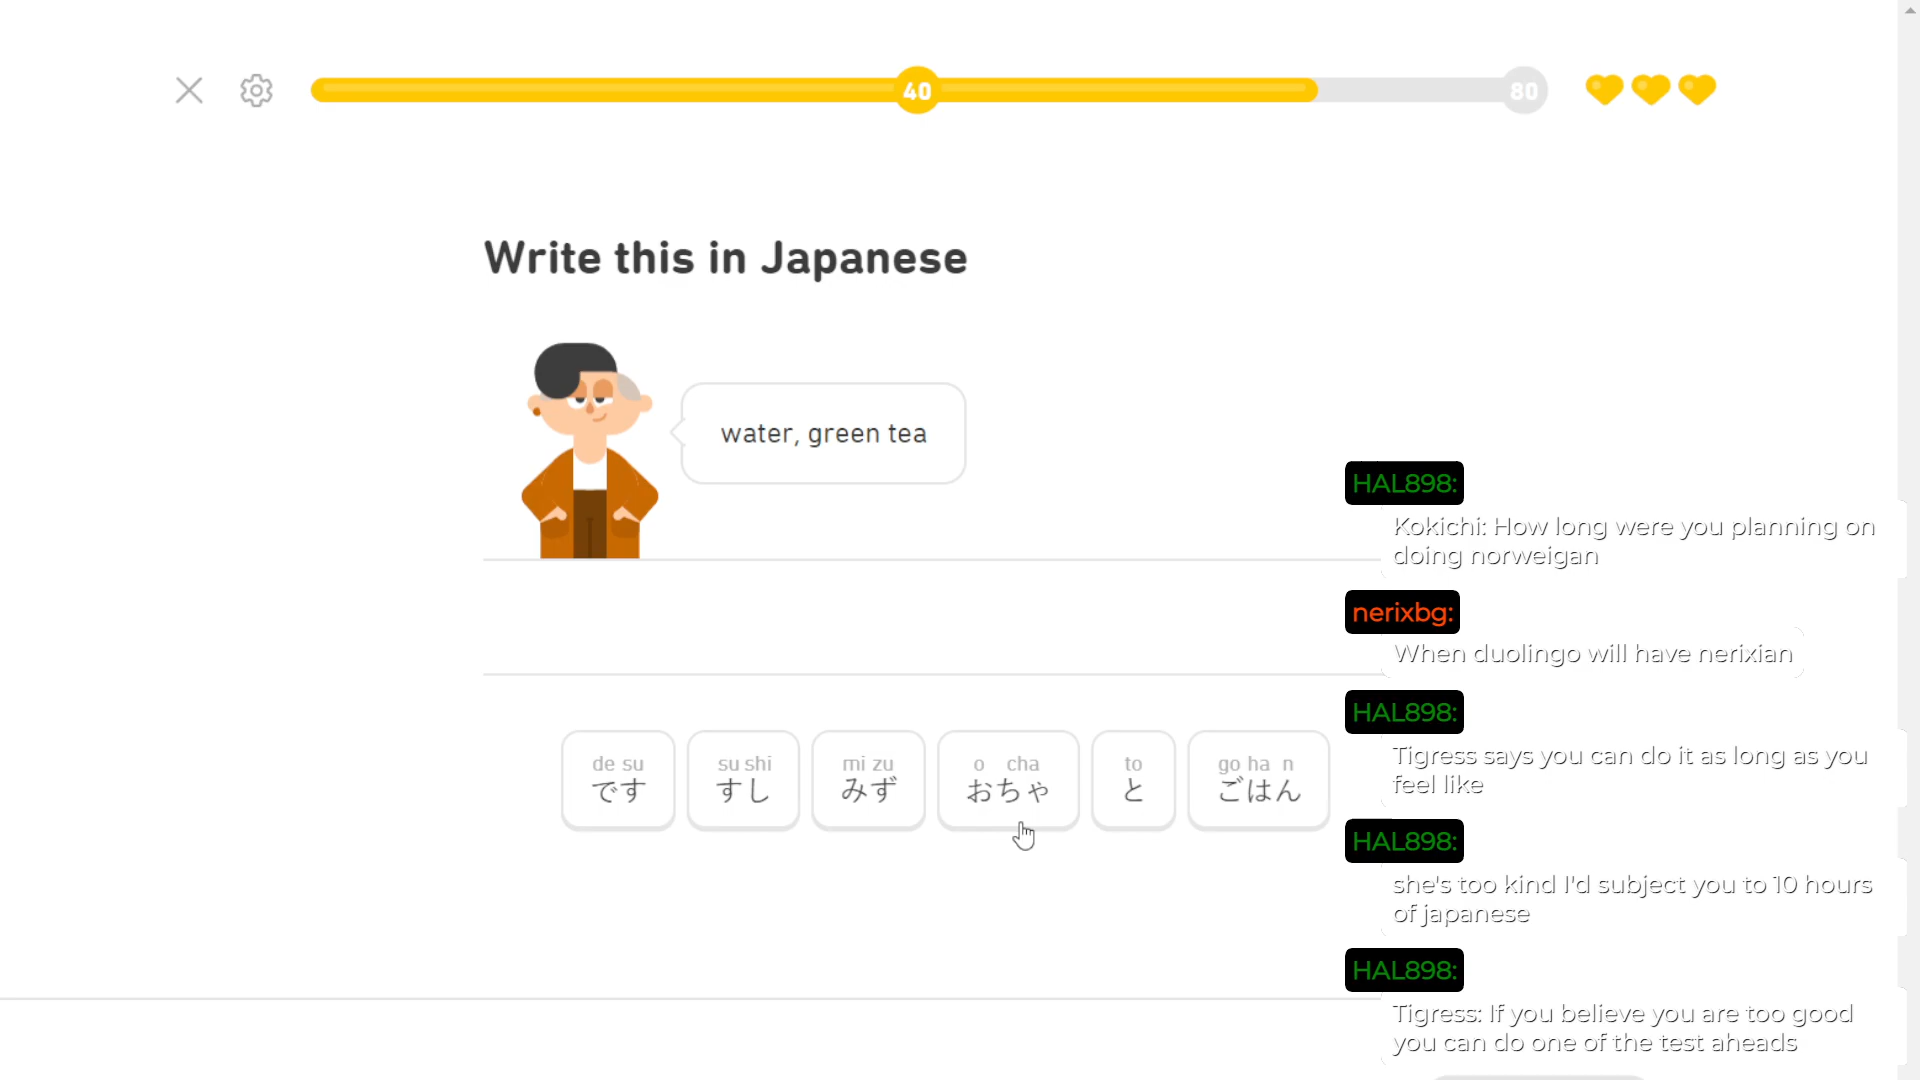 40
80
Write this in Japanese
water, green tea
de su
です
su shi
すし
mi zu
みず
o cha
おちゃ
to
と
go ha n
ごはん
HAL898:
Kokichi: How long were you planning on
doing norweigan
nerixbg:
When duolingo will have nerixian
HAL898:
Tigress says you can do it as long as you
feel like
HAL898:
she's too kind I'd subject you to 10 hours
of japanese
HAL898:
Tigress: If you believe you are too good
you can do one of the test aheads